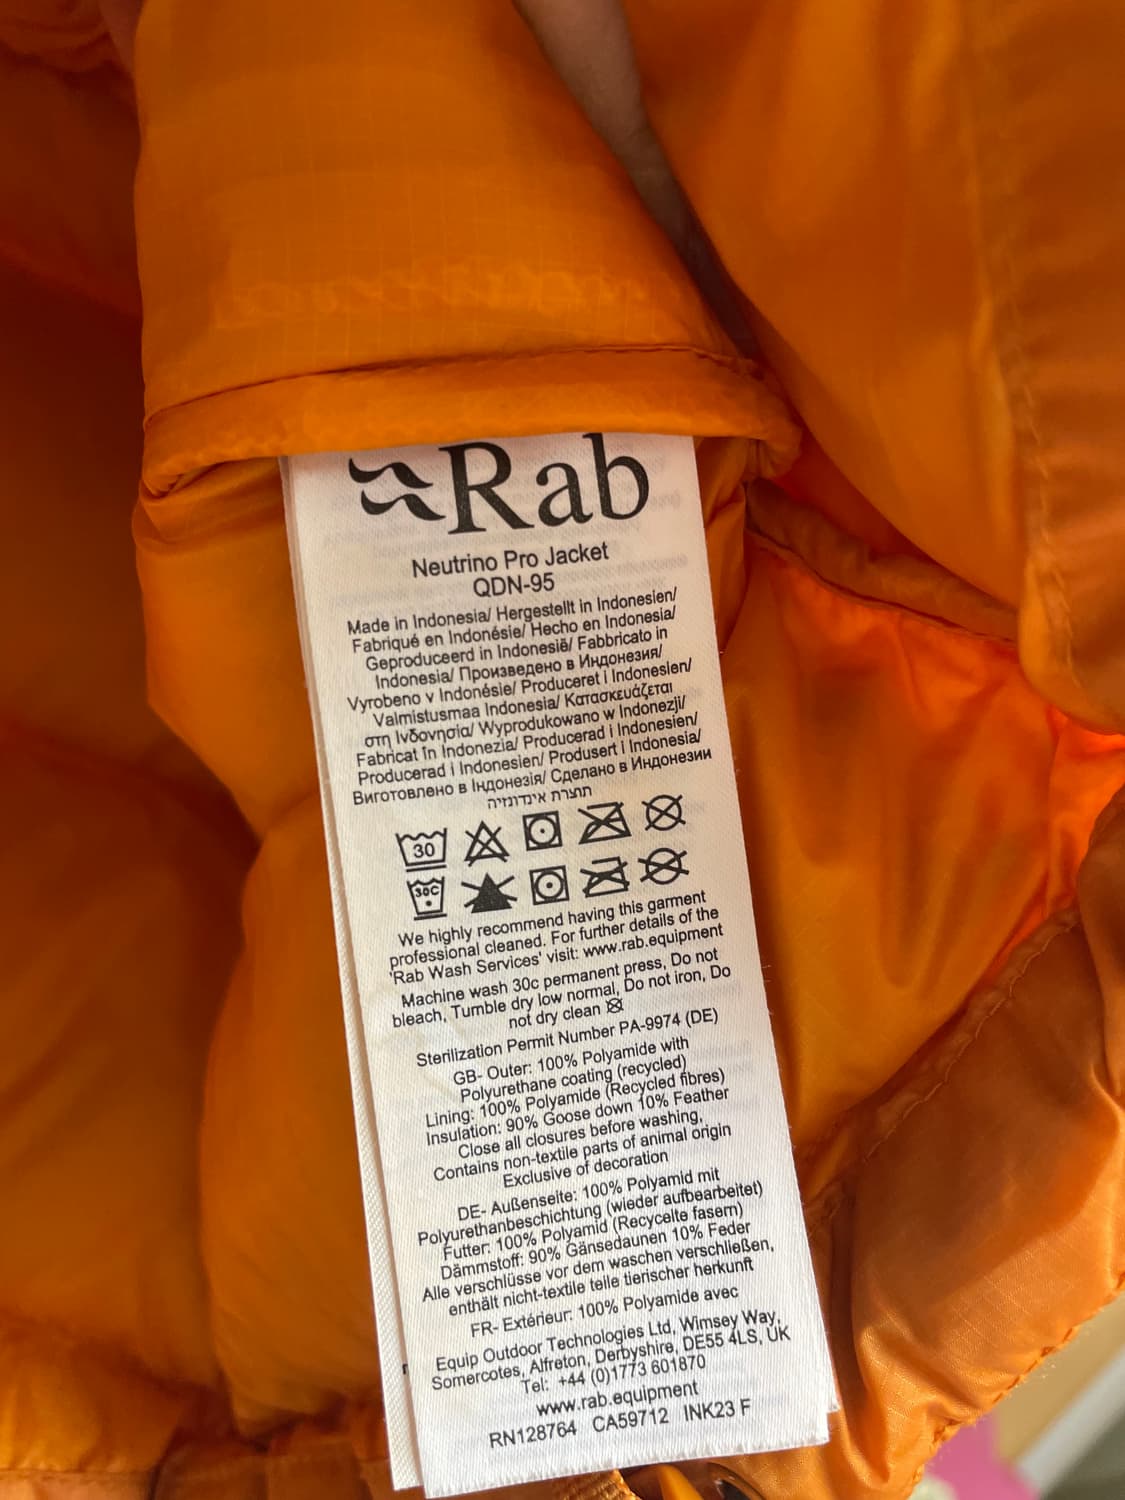 Rab
Neutrino Pro Jacket
QDN-95
Made in Indonesia/ Hergestellt in Indonesien/
Fabriqué en Indonésie/ Hecho en Indonesia/
Geproduceerd in Indonesië/ Fabbricato in
Indonesia/ Произведено в Индонезия/
Vyrobeno v Indonésie/ Produceret i Indonesien/
Valmistusmaa Indonesia/ Κατασκευάζεται
στη Ινδονησία/ Wyprodukowano w Indonezji/
Fabricat în Indonezia/ Producerad i Indonesien/
Producerad i Indonesien/ Produsert i Indonesia/
Виготовлено в Індонезія/ Сделано в Индонезии
תוצרת אינדונזיה
30
30C
We highly recommend having this garment
professional cleaned. For further details of the
'Rab Wash Services' visit: www.rab.equipment
Machine wash 30c permanent press, Do not
bleach, Tumble dry low normal, Do not iron, Do
not dry clean
Sterilization Permit Number PA-9974 (DE)
GB- Outer: 100% Polyamide with
Polyurethane coating (recycled)
Lining: 100% Polyamide (Recycled fibres)
Insulation: 90% Goose down 10% Feather
Close all closures before washing,
Contains non-textile parts of animal origin
Exclusive of decoration
DE- Außenseite: 100% Polyamid mit
Polyurethanbeschichtung (wieder aufbearbeitet)
Futter: 100% Polyamid (Recycelte fasern)
Dämmstoff: 90% Gänsedaunen 10% Feder
Alle verschlüsse vor dem waschen verschließen,
enthält nicht-textile teile tierischer herkunft
FR- Extérieur: 100% Polyamide avec
Equip Outdoor Technologies Ltd, Wimsey Way,
Somercotes, Alfreton, Derbyshire, DE55 4LS, UK
Tel: +44 (0)1773 601870
www.rab.equipment
RN128764 CA59712 INK23 F